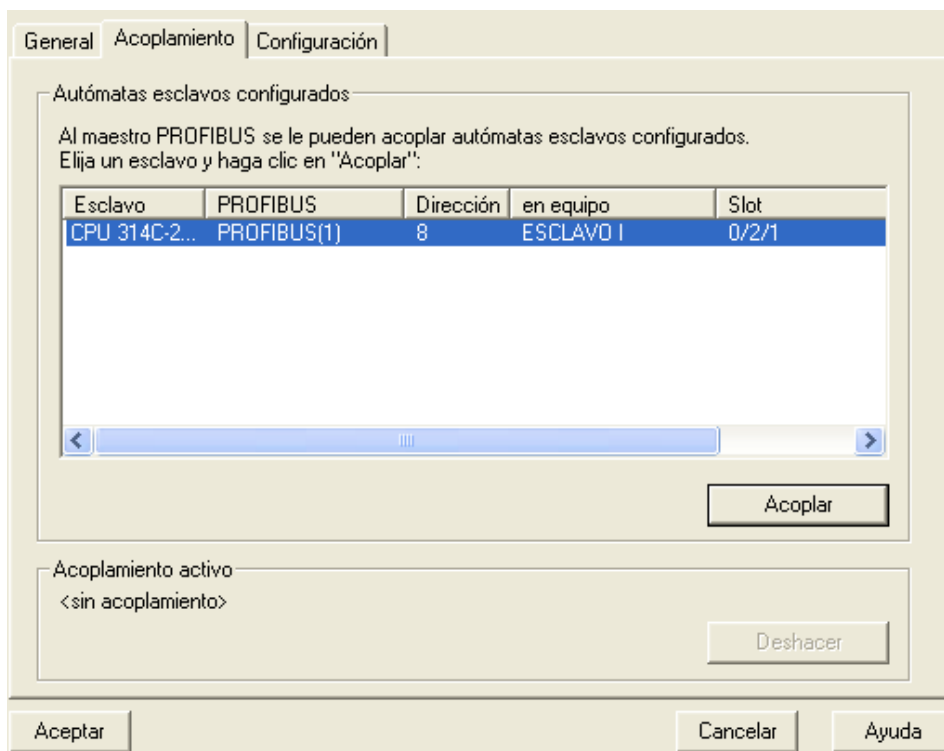 General Acoplamiento Configuración
Autómatas esclavos configurados
Al maestro PROFIBUS se le pueden acoplar autómatas esclavos configurados.
Elija un esclavo y haga clic en "Acoplar":
Esclavo PROFIBUS Dirección en equipo Slot
CPU 314C-2... PROFIBUS(1) 8 ESCLAVO I 0/2/1
Acoplar
Acoplamiento activo
<sin acoplamiento>
Deshacer
Aceptar Cancelar Ayuda